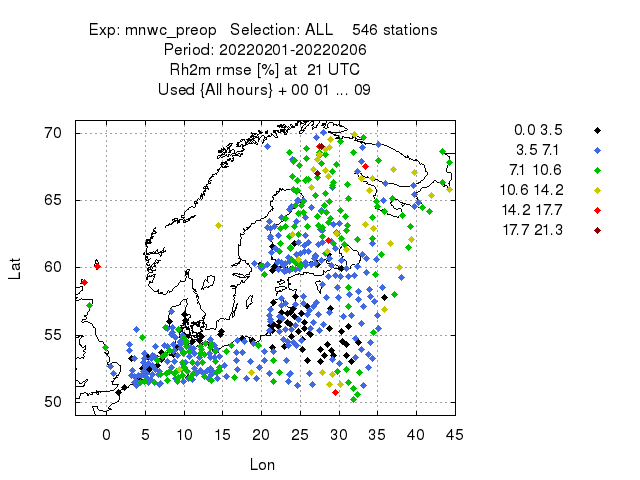 Exp: mnwc_preop   Selection: ALL    546 stations
Period: 20220201-20220206
Rh2m rmse [%] at  21 UTC
Used {All hours} + 00 01 ... 09
0.0 3.5
3.5 7.1
7.1 10.6
10.6 14.2
14.2 17.7
17.7 21.3
70
65
60
55
50
Lat
0 5 10 15 20 25 30 35 40 45
Lon